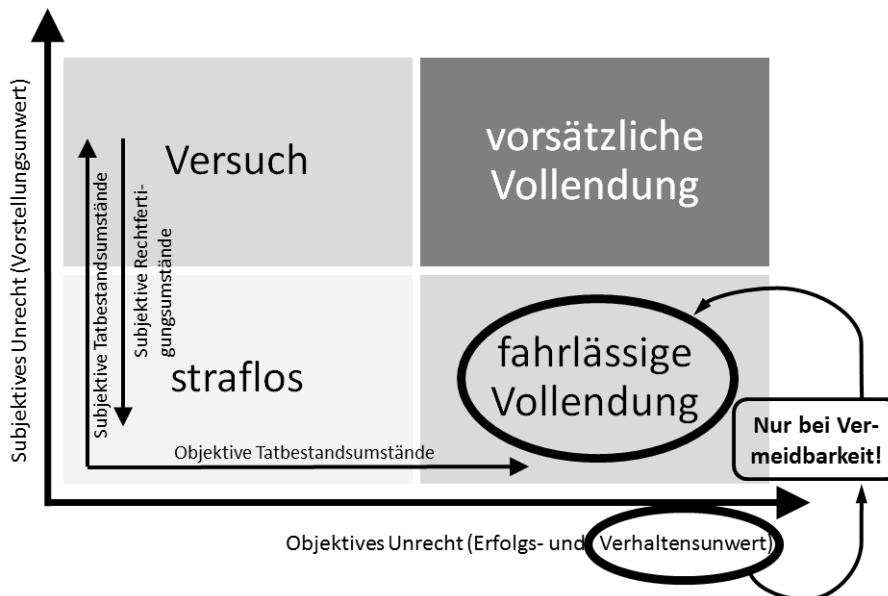 Subjektives Unrecht (Vorstellungsunwert)
Subjektive Tatbestandsumstände
Subjektive Rechtferti-
gungsumstände
Versuch
vorsätzliche
Vollendung
straflos
fahrlässige
Vollendung
Objektive Tatbestandsumstände
Nur bei Ver-
meidbarkeit!
Objektives Unrecht (Erfolgs- und Verhaltensunwert)